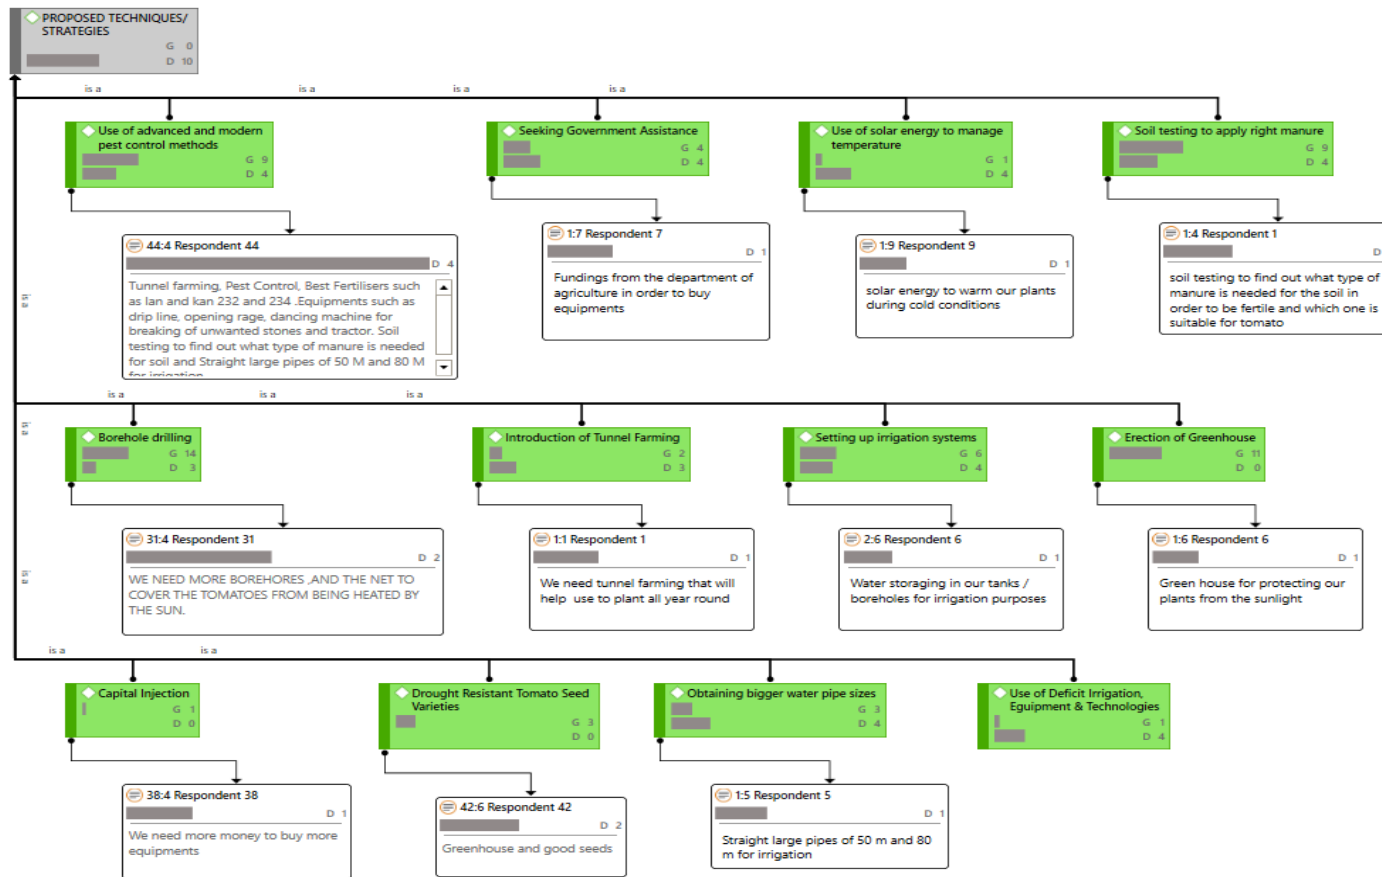 PROPOSED TECHNIQUES/
STRATEGIES
G 0
D 10
is a
is a
is a
is a
Use of advanced and modern
pest control methods
G 9
D 4
Seeking Government Assistance
G 4
D 4
Use of solar energy to manage
temperature
G 1
D 4
Soil testing to apply right manure
G 9
D 4
44:4 Respondent 44
D 4
Tunnel farming, Pest Control, Best Fertilisers such
as lan and kan 232 and 234 .Equipments such as
drip line, opening rage, dancing machine for
breaking of unwanted stones and tractor. Soil
testing to find out what type of manure is needed
for soil and Straight large pipes of 50 M and 80 M
for irrigation
1:7 Respondent 7
D 1
Fundings from the department of
agriculture in order to buy
equipments
1:9 Respondent 9
D 1
solar energy to warm our plants
during cold conditions
1:4 Respondent 1
D
soil testing to find out what type of
manure is needed for the soil in
order to be fertile and which one is
suitable for tomato
is a
is a
is a
is a
is a
Borehole drilling
G 14
D 3
Introduction of Tunnel Farming
G 2
D 3
Setting up irrigation systems
G 6
D 4
Erection of Greenhouse
G 11
D 0
31:4 Respondent 31
D 2
WE NEED MORE BOREHORES ,AND THE NET TO
COVER THE TOMATOES FROM BEING HEATED BY
THE SUN.
1:1 Respondent 1
D 1
We need tunnel farming that will
help use to plant all year round
2:6 Respondent 6
D 1
Water storaging in our tanks /
boreholes for irrigation purposes
1:6 Respondent 6
D 1
Green house for protecting our
plants from the sunlight
is a
is a
is a
Capital Injection
G 1
D 0
Drought Resistant Tomato Seed
Varieties
G 3
D 0
Obtaining bigger water pipe sizes
G 3
D 4
Use of Deficit Irrigation,
Equipment & Technologies
G 1
D 4
38:4 Respondent 38
D 1
We need more money to buy more
equipments
42:6 Respondent 42
D 2
Greenhouse and good seeds
1:5 Respondent 5
D 1
Straight large pipes of 50 m and 80
m for irrigation